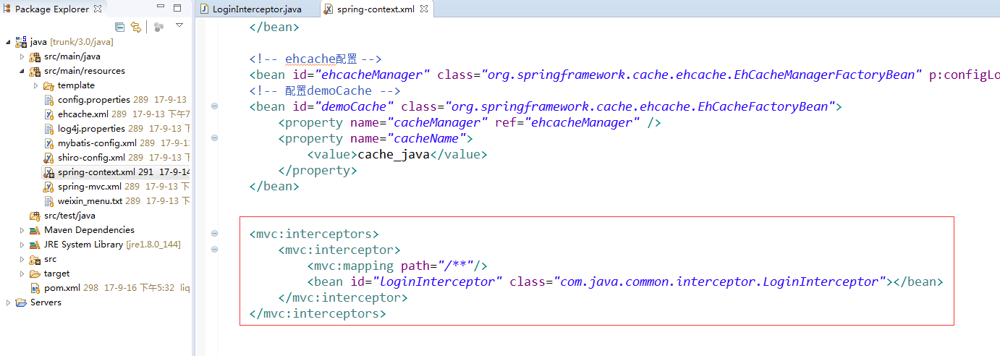 Package Explorer
java [trunk/3.0/java]
src/main/java
src/main/resources
template
config.properties 289 17-9-13
ehcache.xml 289 17-9-13 下午7
log4j.properties 289 17-9-13 下
mybatis-config.xml 289 17-9-13
shiro-config.xml 289 17-9-13 下
spring-context.xml 291 17-9-14
spring-mvc.xml 289 17-9-13 下
weixin_menu.txt 289 17-9-13 下
src/test/java
Maven Dependencies
JRE System Library [jre1.8.0_144]
src
target
pom.xml 298 17-9-16 下午5:32 liq
Servers
LoginInterceptor.java
spring-context.xml
</bean>
<!-- ehcache配置 -->
<bean id="ehcacheManager" class="org.springframework.cache.ehcache.EhCacheManagerFactoryBean" p:configLo
<!-- 配置demoCache -->
<bean id="demoCache" class="org.springframework.cache.ehcache.EhCacheFactoryBean">
<property name="cacheManager" ref="ehcacheManager" />
<property name="cacheName">
<value>cache_java</value>
</property>
</bean>
<mvc:interceptors>
<mvc:interceptor>
<mvc:mapping path="/**"/>
<bean id="loginInterceptor" class="com.java.common.interceptor.LoginInterceptor"></bean>
</mvc:interceptor>
</mvc:interceptors>